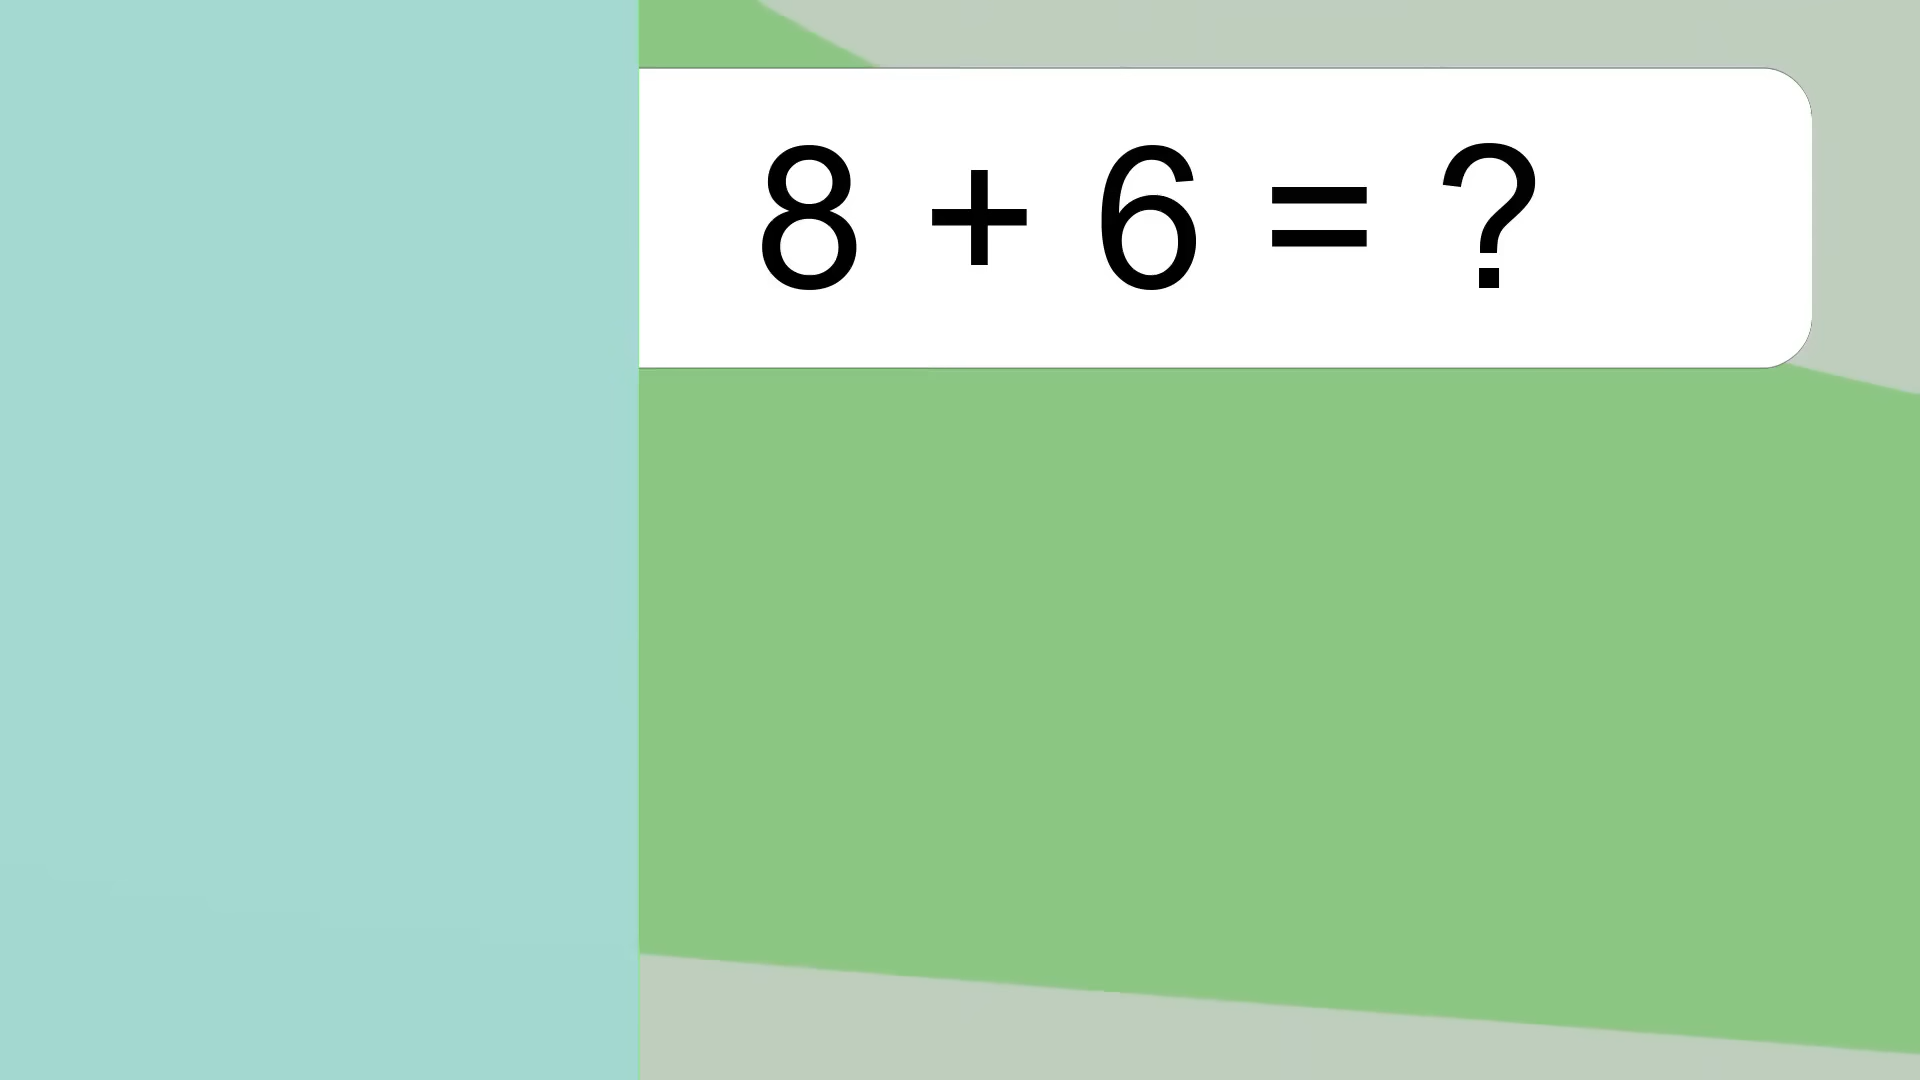 8 + 6 = ?